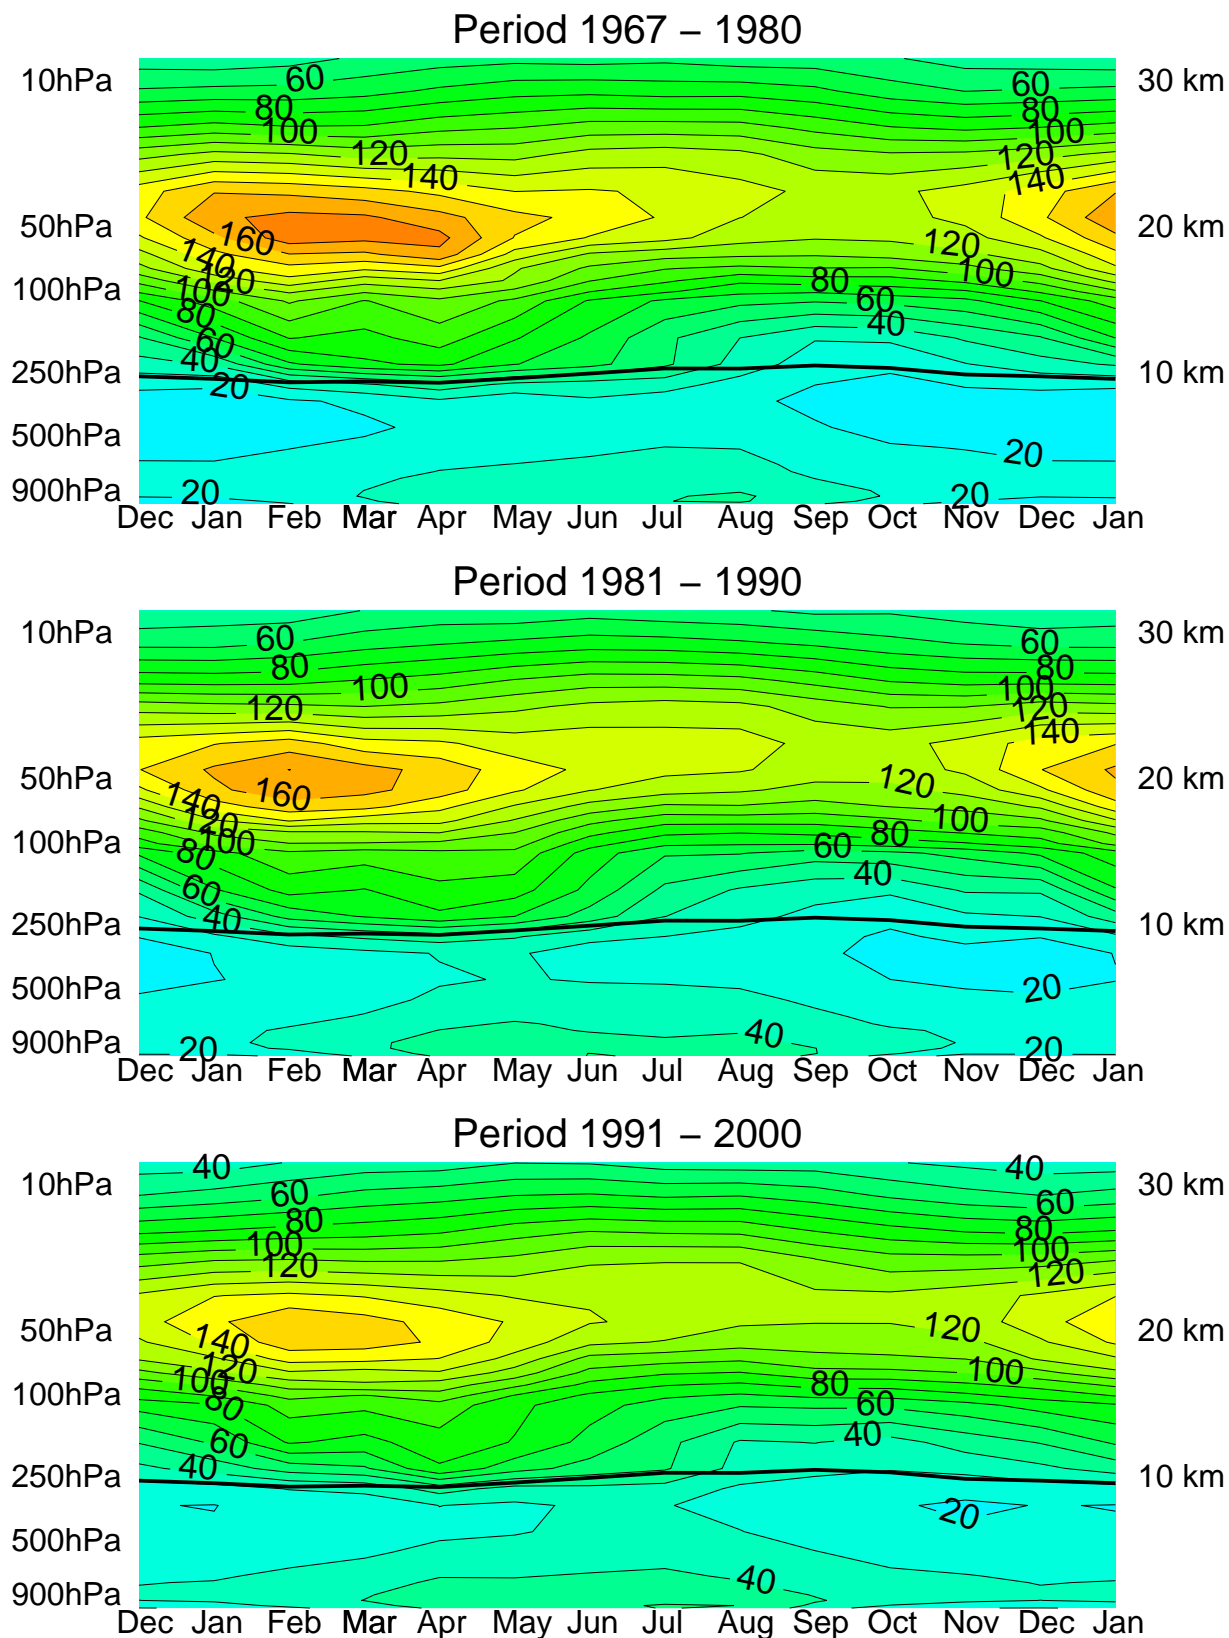 Period 1967 – 1980
10hPa 60 60 30 km
80 80
100 100
120 120
140 140
50hPa 160 120 20 km
140 100
120 80
100hPa 100 60
80 40
60
250hPa 40 10 km
20
500hPa 20
900hPa 20 20
Dec Jan Feb Mar Apr May Jun Jul Aug Sep Oct Nov Dec Jan
Period 1981 – 1990
10hPa 60 60 30 km
80 80
100 100
120 120
140
50hPa 160 120 20 km
140 100
120 80
100hPa 100 60
80 40
60
250hPa 40 10 km
500hPa 20
900hPa 20 40 20
Dec Jan Feb Mar Apr May Jun Jul Aug Sep Oct Nov Dec Jan
Period 1991 – 2000
40 40
10hPa 60 60 30 km
80 80
100 100
120 120
50hPa 140 120 20 km
120 100
100hPa 100 80
80 60
60 40
250hPa 40 10 km
500hPa 20
900hPa 40
Dec Jan Feb Mar Apr May Jun Jul Aug Sep Oct Nov Dec Jan